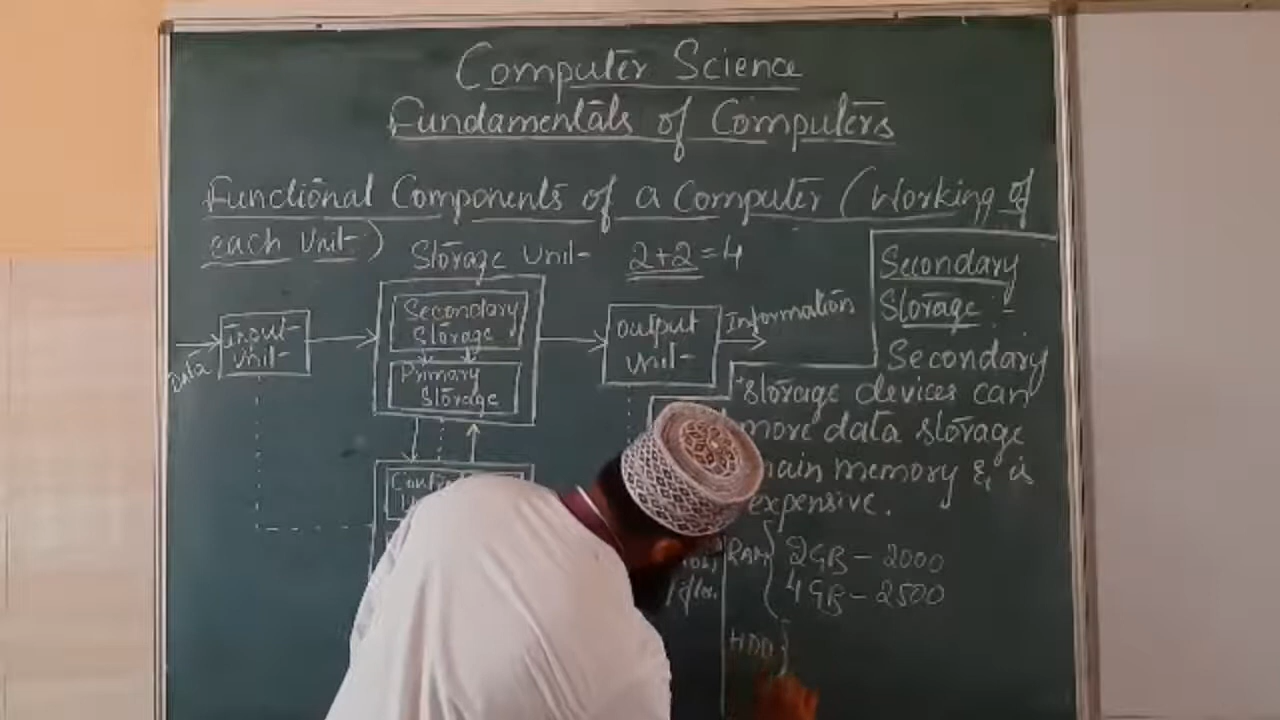 Computer Science
Fundamentals of Computers
Functional Components of a Computer (Working of
each Unit)
Storage Unit 2+2=4
Data
Input
Unit
Secondary
Storage
Primary
Storage
Output
Unit
Information
Secondary
Storage :-
Secondary
storage devices can
more data storage
main memory & is
expensive.
RAM { 2GB - 2000
4GB - 2500
HDD {